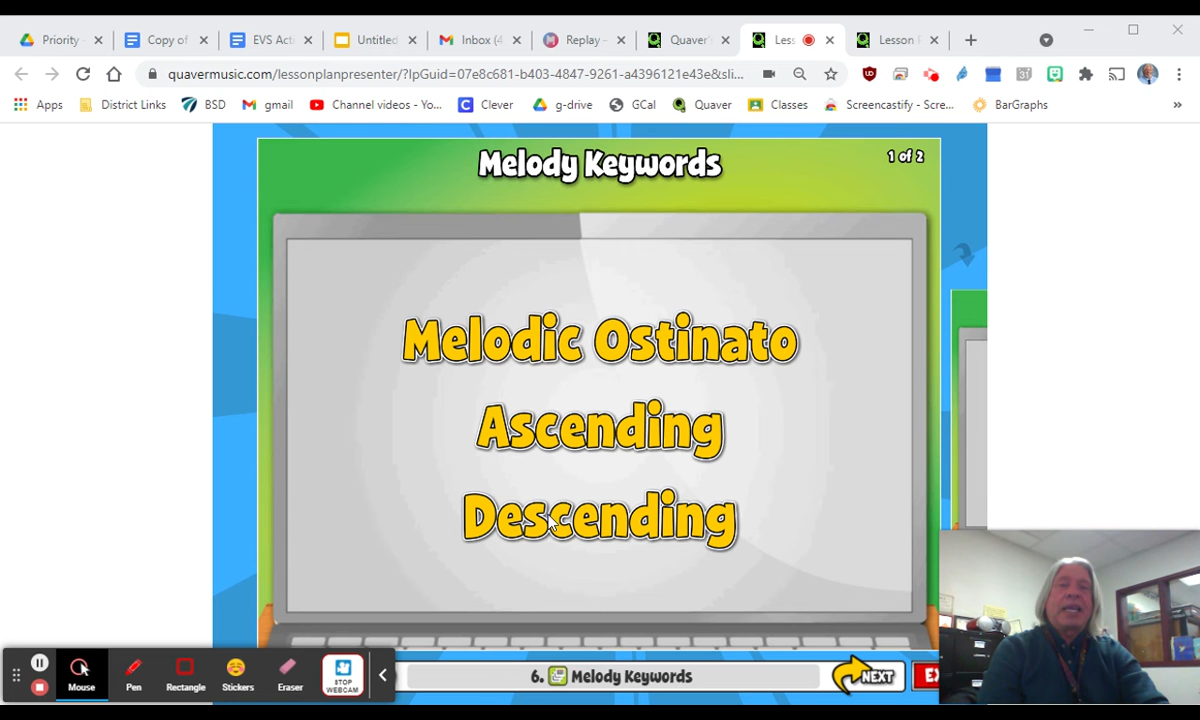 Priority -
Copy of
EVS Acti
Untitled
Inbox (4
Replay -
Quaver's
Less
Lesson P
quavermusic.com/lessonplanpresenter/?lpGuid=07e8c681-b403-4847-9261-a4396121e43e&sli...
Apps
District Links
BSD
gmail
Channel videos - Yo...
Clever
g-drive
GCal
Quaver
Classes
Screencastify - Scre...
BarGraphs
Melody Keywords
1 of 2
Melodic Ostinato
Ascending
Descending
Mouse
Pen
Rectangle
Stickers
Eraser
STOP
WEBCAM
6. Melody Keywords
NEXT